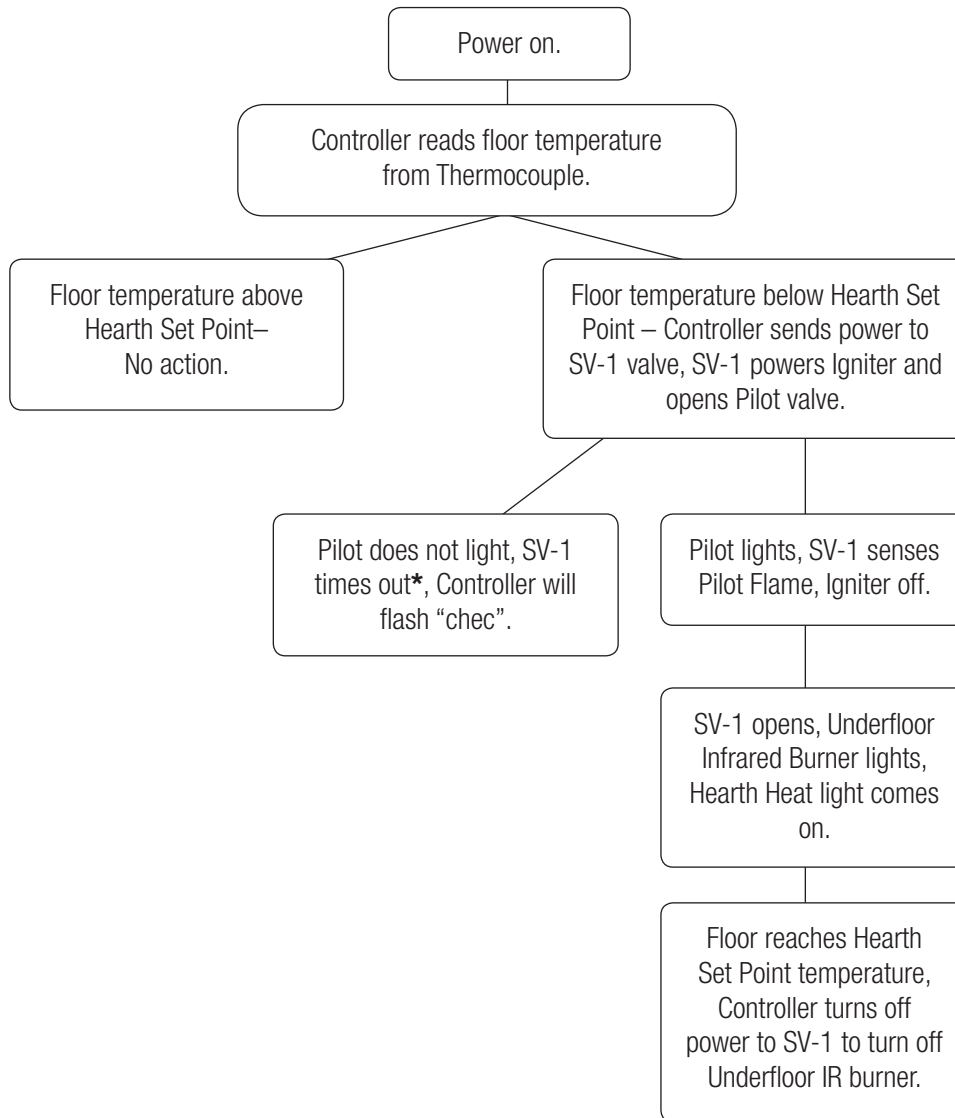 Power on.
Controller reads floor temperature
from Thermocouple.
Floor temperature above
Hearth Set Point–
No action.
Floor temperature below Hearth Set
Point – Controller sends power to
SV-1 valve, SV-1 powers Igniter and
opens Pilot valve.
Pilot does not light, SV-1
times out*, Controller will
flash “chec”.
Pilot lights, SV-1 senses
Pilot Flame, Igniter off.
SV-1 opens, Underfloor
Infrared Burner lights,
Hearth Heat light comes
on.
Floor reaches Hearth
Set Point temperature,
Controller turns off
power to SV-1 to turn off
Underfloor IR burner.